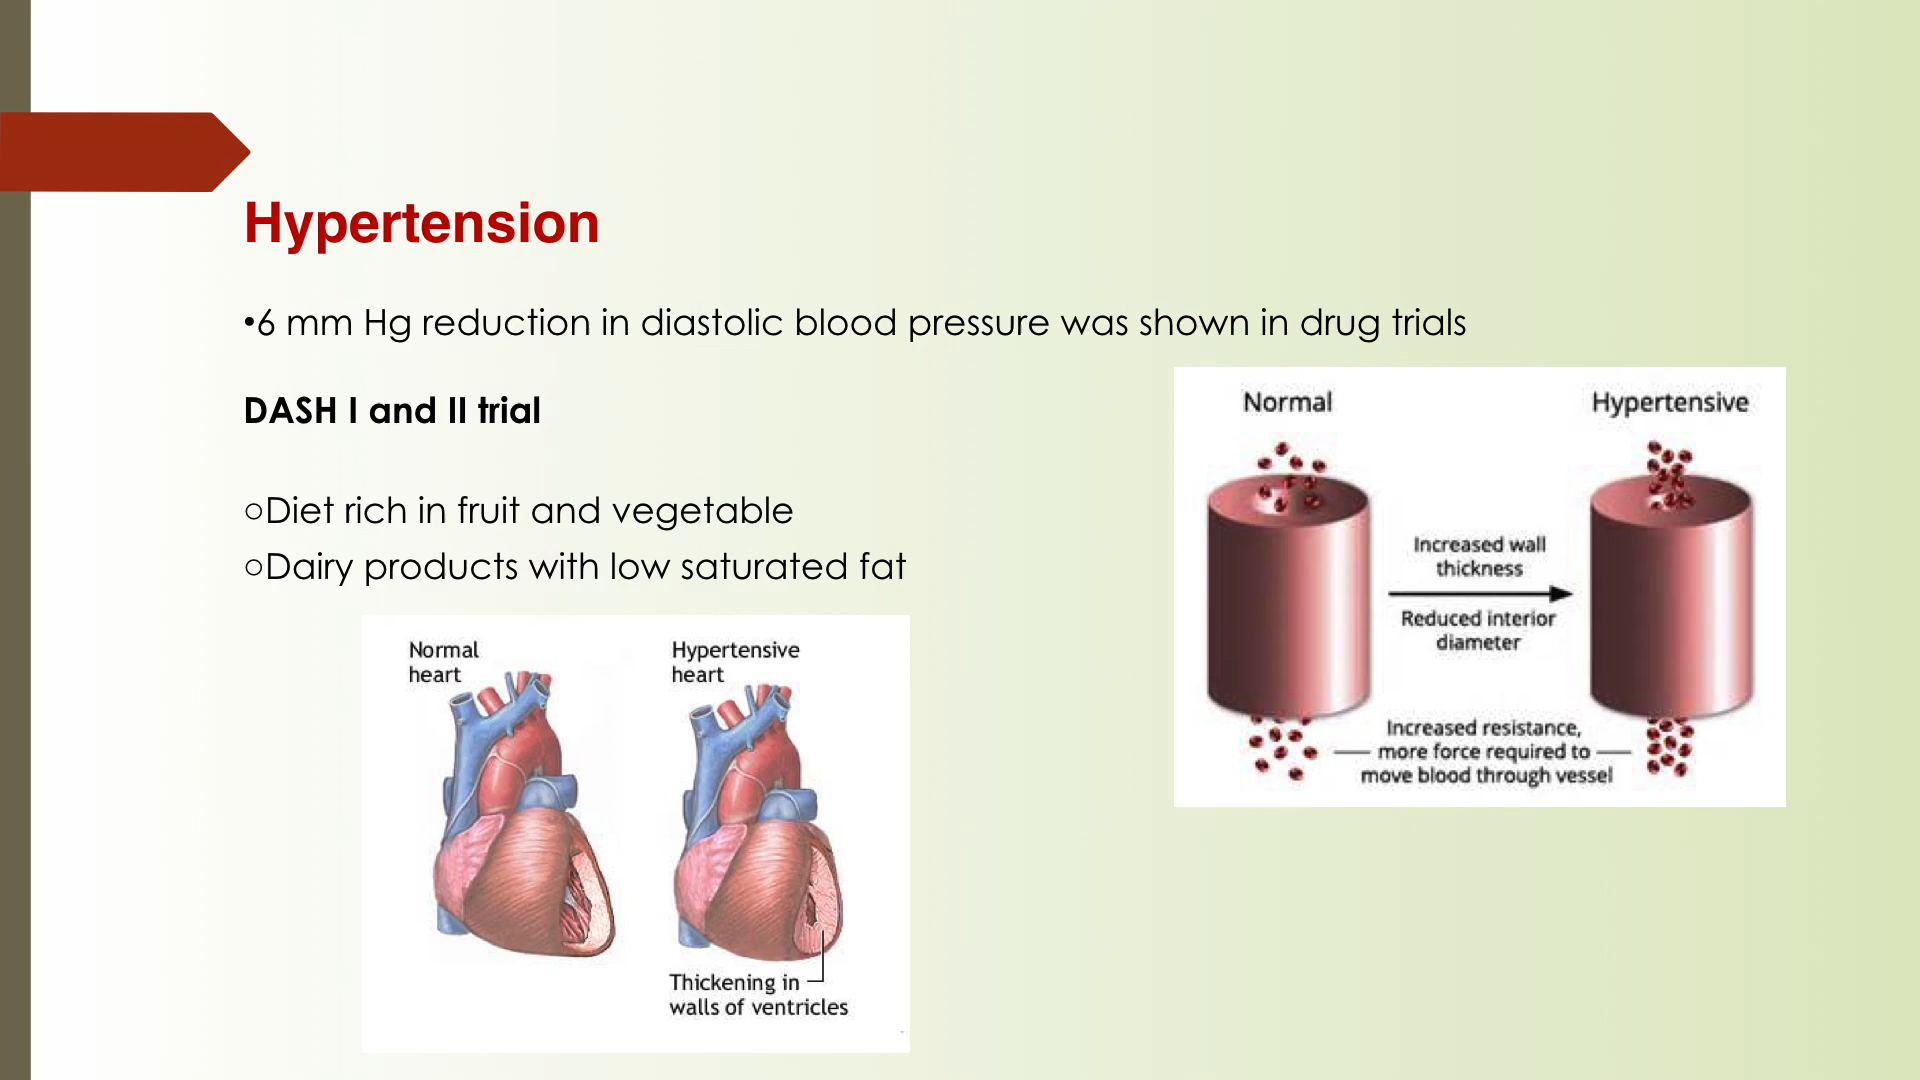 Hypertension
•6 mm Hg reduction in diastolic blood pressure was shown in drug trials
DASH I and II trial
○Diet rich in fruit and vegetable
○Dairy products with low saturated fat
Normal
heart
Hypertensive
heart
Thickening in
walls of ventricles
Normal
Hypertensive
Increased wall
thickness
Reduced interior
diameter
Increased resistance,
more force required to
move blood through vessel